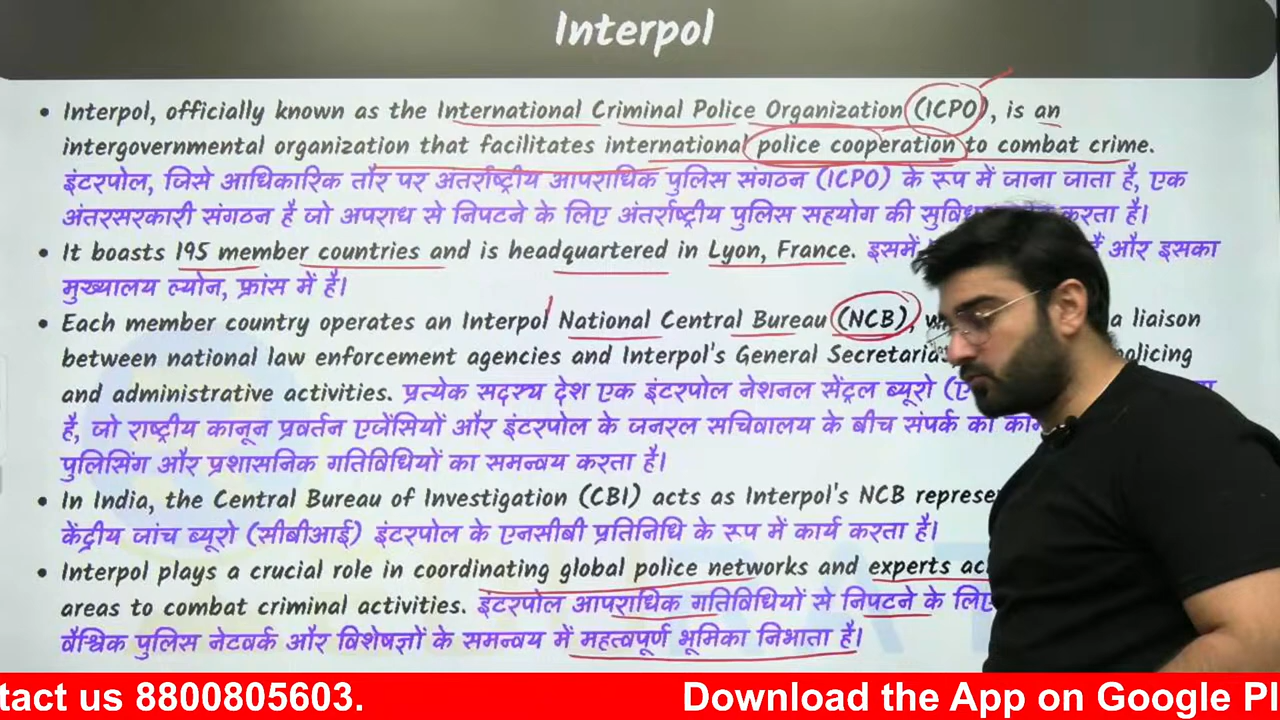 Interpol
• Interpol, officially known as the International Criminal Police Organization (ICPO), is an
intergovernmental organization that facilitates international police cooperation to combat crime.
इंटरपोल, जिसे आधिकारिक तौर पर अंतर्राष्ट्रीय आपराधिक पुलिस संगठन (ICPO) के रूप में जाना जाता है, एक
अंतरसरकारी संगठन है जो अपराध से निपटने के लिए अंतर्राष्ट्रीय पुलिस सहयोग की करता है।
• It boasts 195 member countries and is headquartered in Lyon, France. इसमें और इसका
मुख्यालय ल्योन, फ्रांस में है।
• Each member country operates an Interpol National Central Bureau (NCB), a liaison
between national law enforcement agencies and Interpol's General
and administrative activities. प्रत्येक सदस्य देश एक इंटरपोल नेशनल सेंट्रल ब्यूरो
है, जो राष्ट्रीय कानून प्रवर्तन एजेंसियों और इंटरपोल के जनरल सचिवालय के बीच संपर्क का
पुलिसिंग और प्रशासनिक गतिविधियों का समन्वय करता है।
• In India, the Central Bureau of Investigation (CBI) acts as Interpol's NCB
केंद्रीय जांच ब्यूरो (सीबीआई) इंटरपोल के एनसीबी प्रतिनिधि के रूप में कार्य करता है।
• Interpol plays a crucial role in coordinating global police networks and experts
areas to combat criminal activities. इंटरपोल आपराधिक गतिविधियों से निपटने के लिए
वैश्विक पुलिस नेटवर्क और विशेषज्ञों के समन्वय में महत्वपूर्ण भूमिका निभाता है।
tact us 8800805603. Download the App on Google Pl